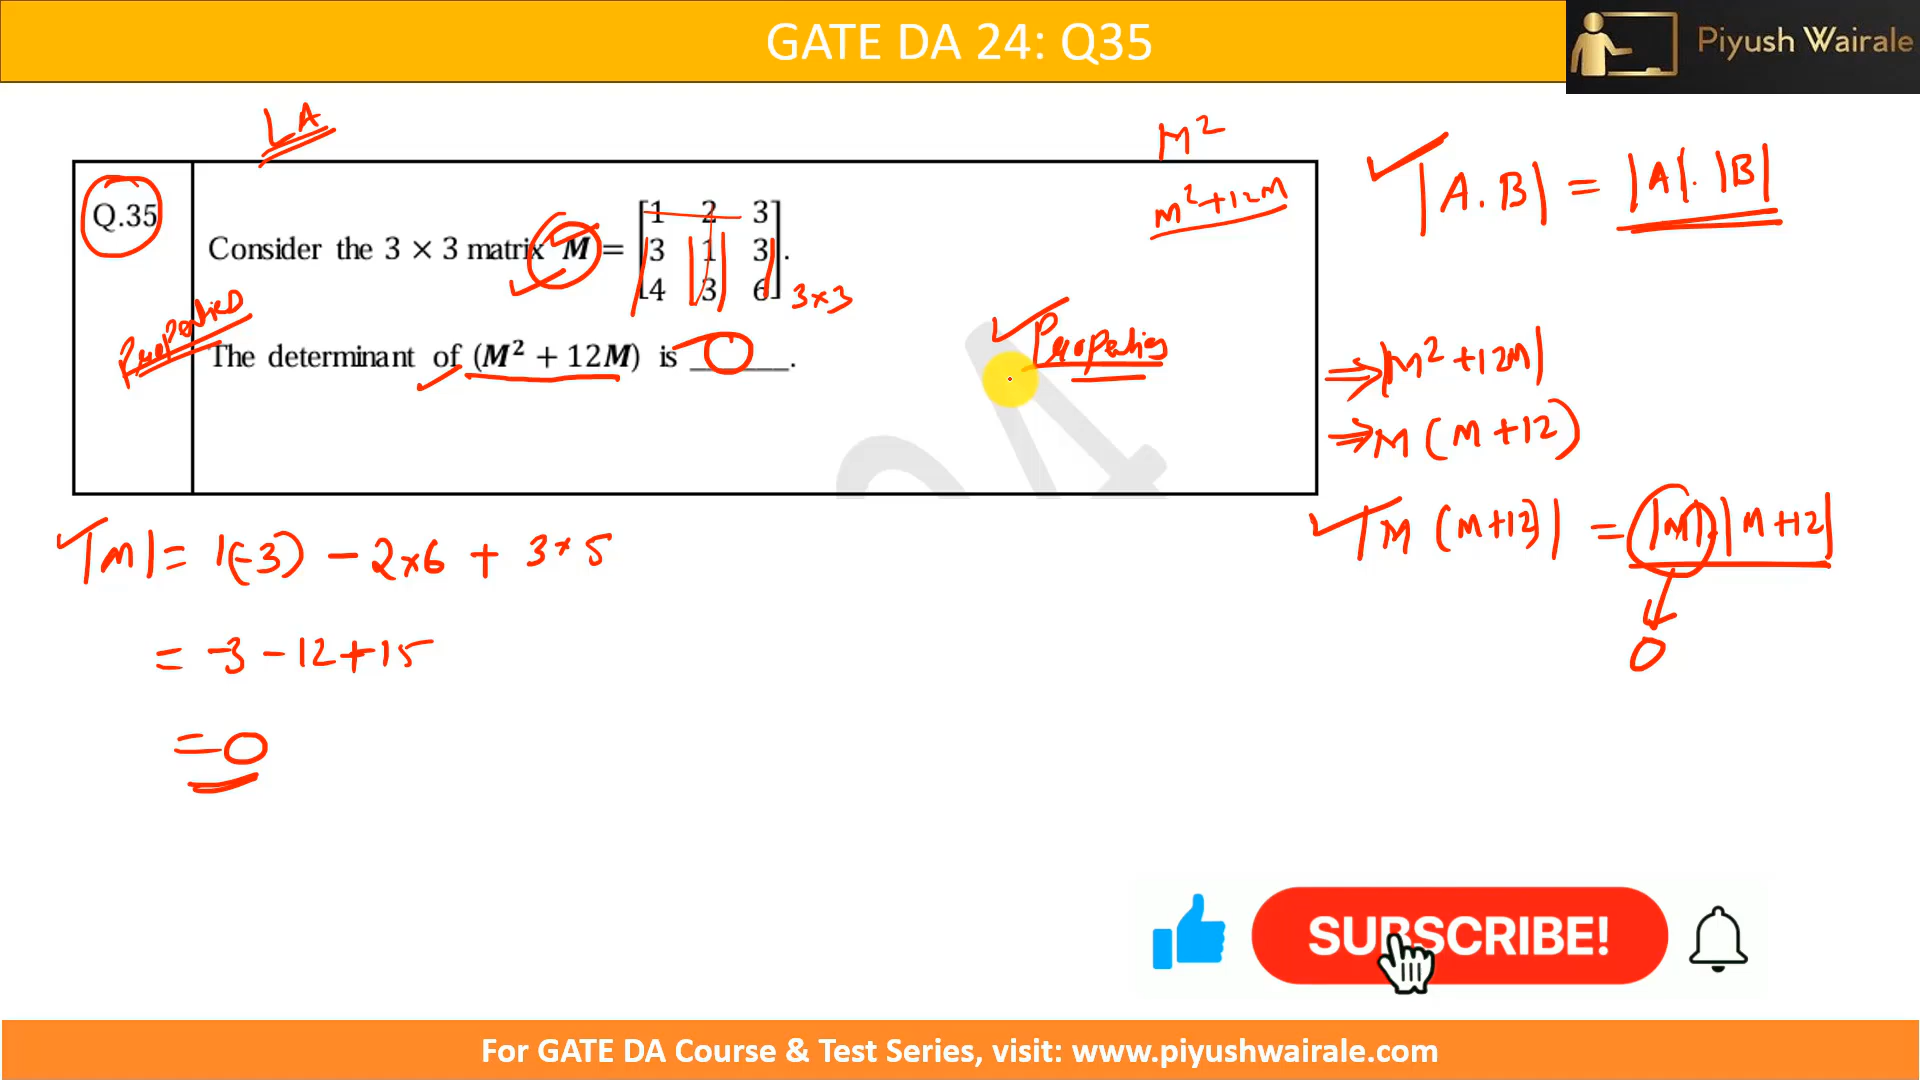 GATE DA 24: Q35
Piyush Wairale
LA
M²
Q.35
m²+12m
|A.B| = |A|.|B|
Consider the 3 × 3 matrix M = [1 2 3
3 1 3
4 3 6].
3×3
Properties
Properties
The determinant of (M² + 12M) is 0.
⇒ |M² +12M|
⇒ M (M+12)
|M (M+12)| = |M| |M+12|
0
|M| = 1(-3) - 2×6 + 3×5
= -3 -12+15
= 0
SUBSCRIBE!
For GATE DA Course & Test Series, visit: www.piyushwairale.com